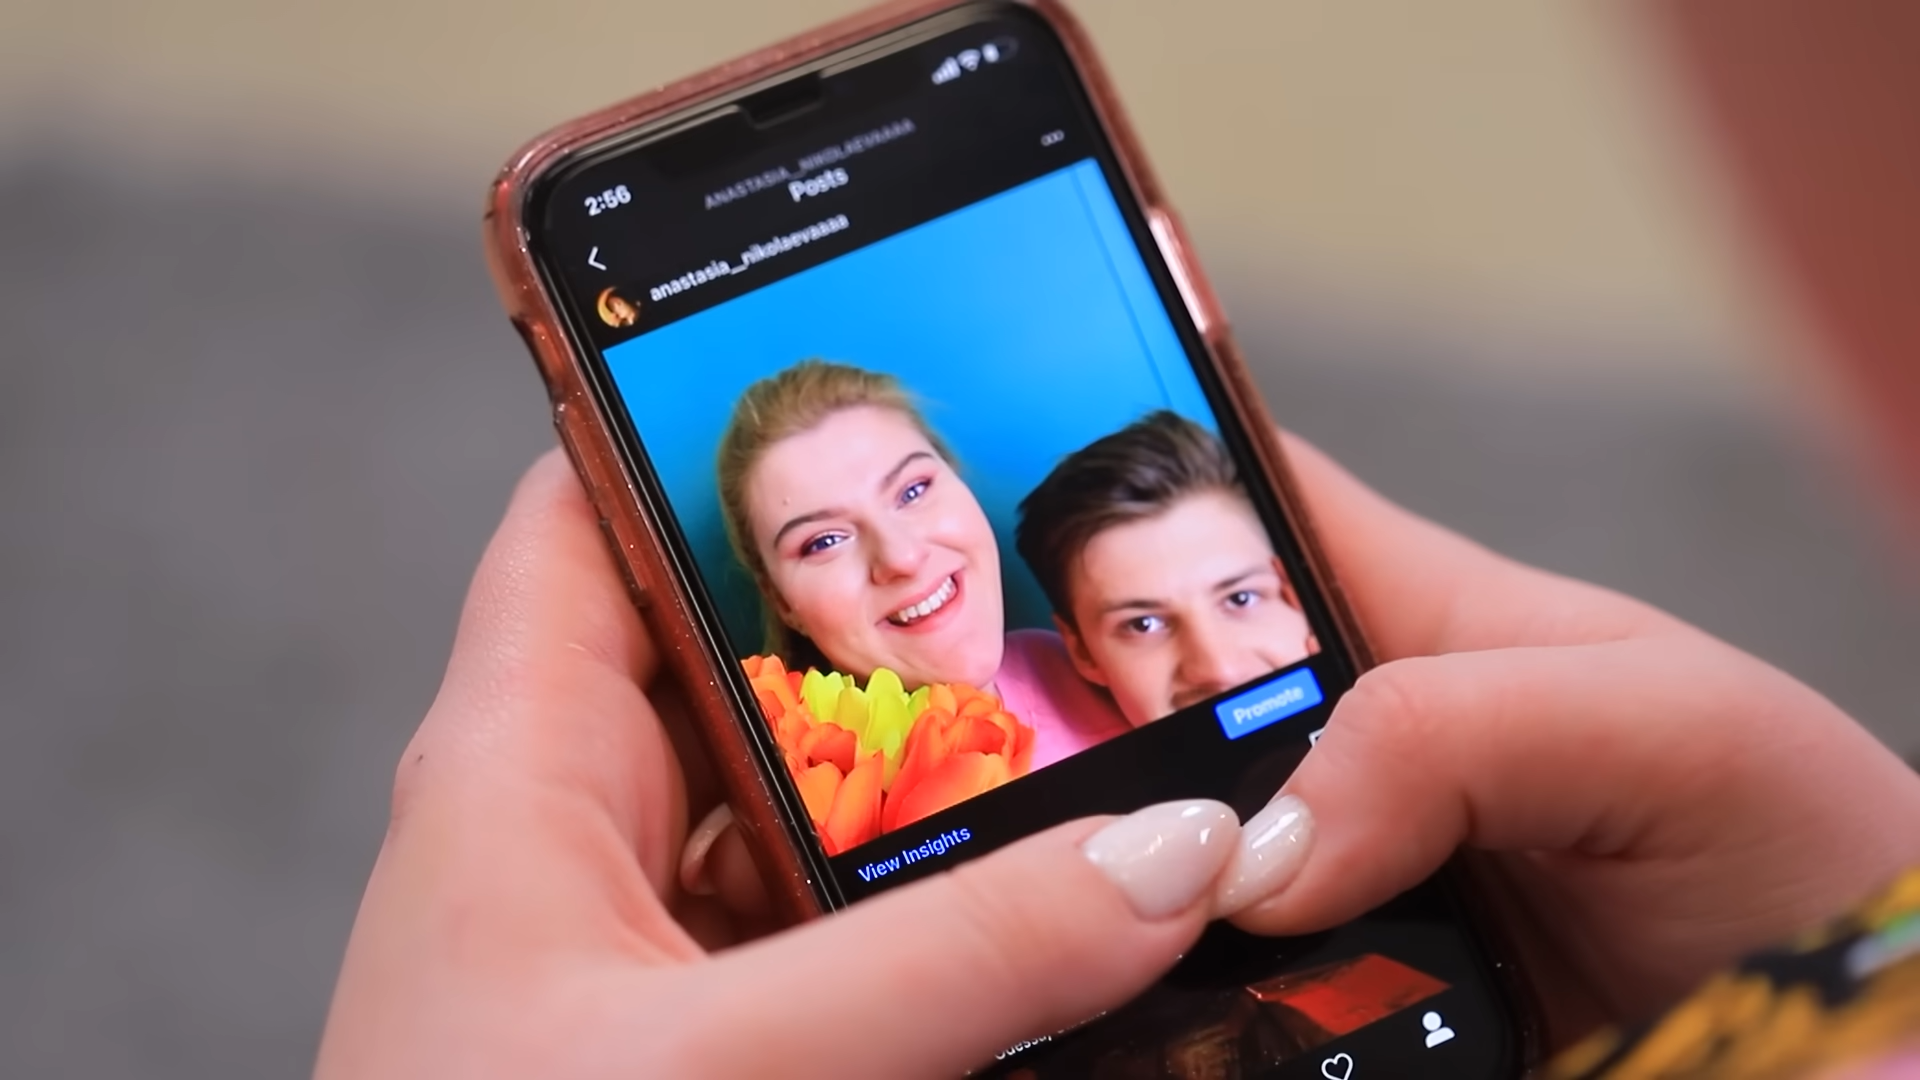 2:56
ANASTASIA__NIKOLAEVAAAA
Posts
anastasia__nikolaevaaaa
Promote
View Insights